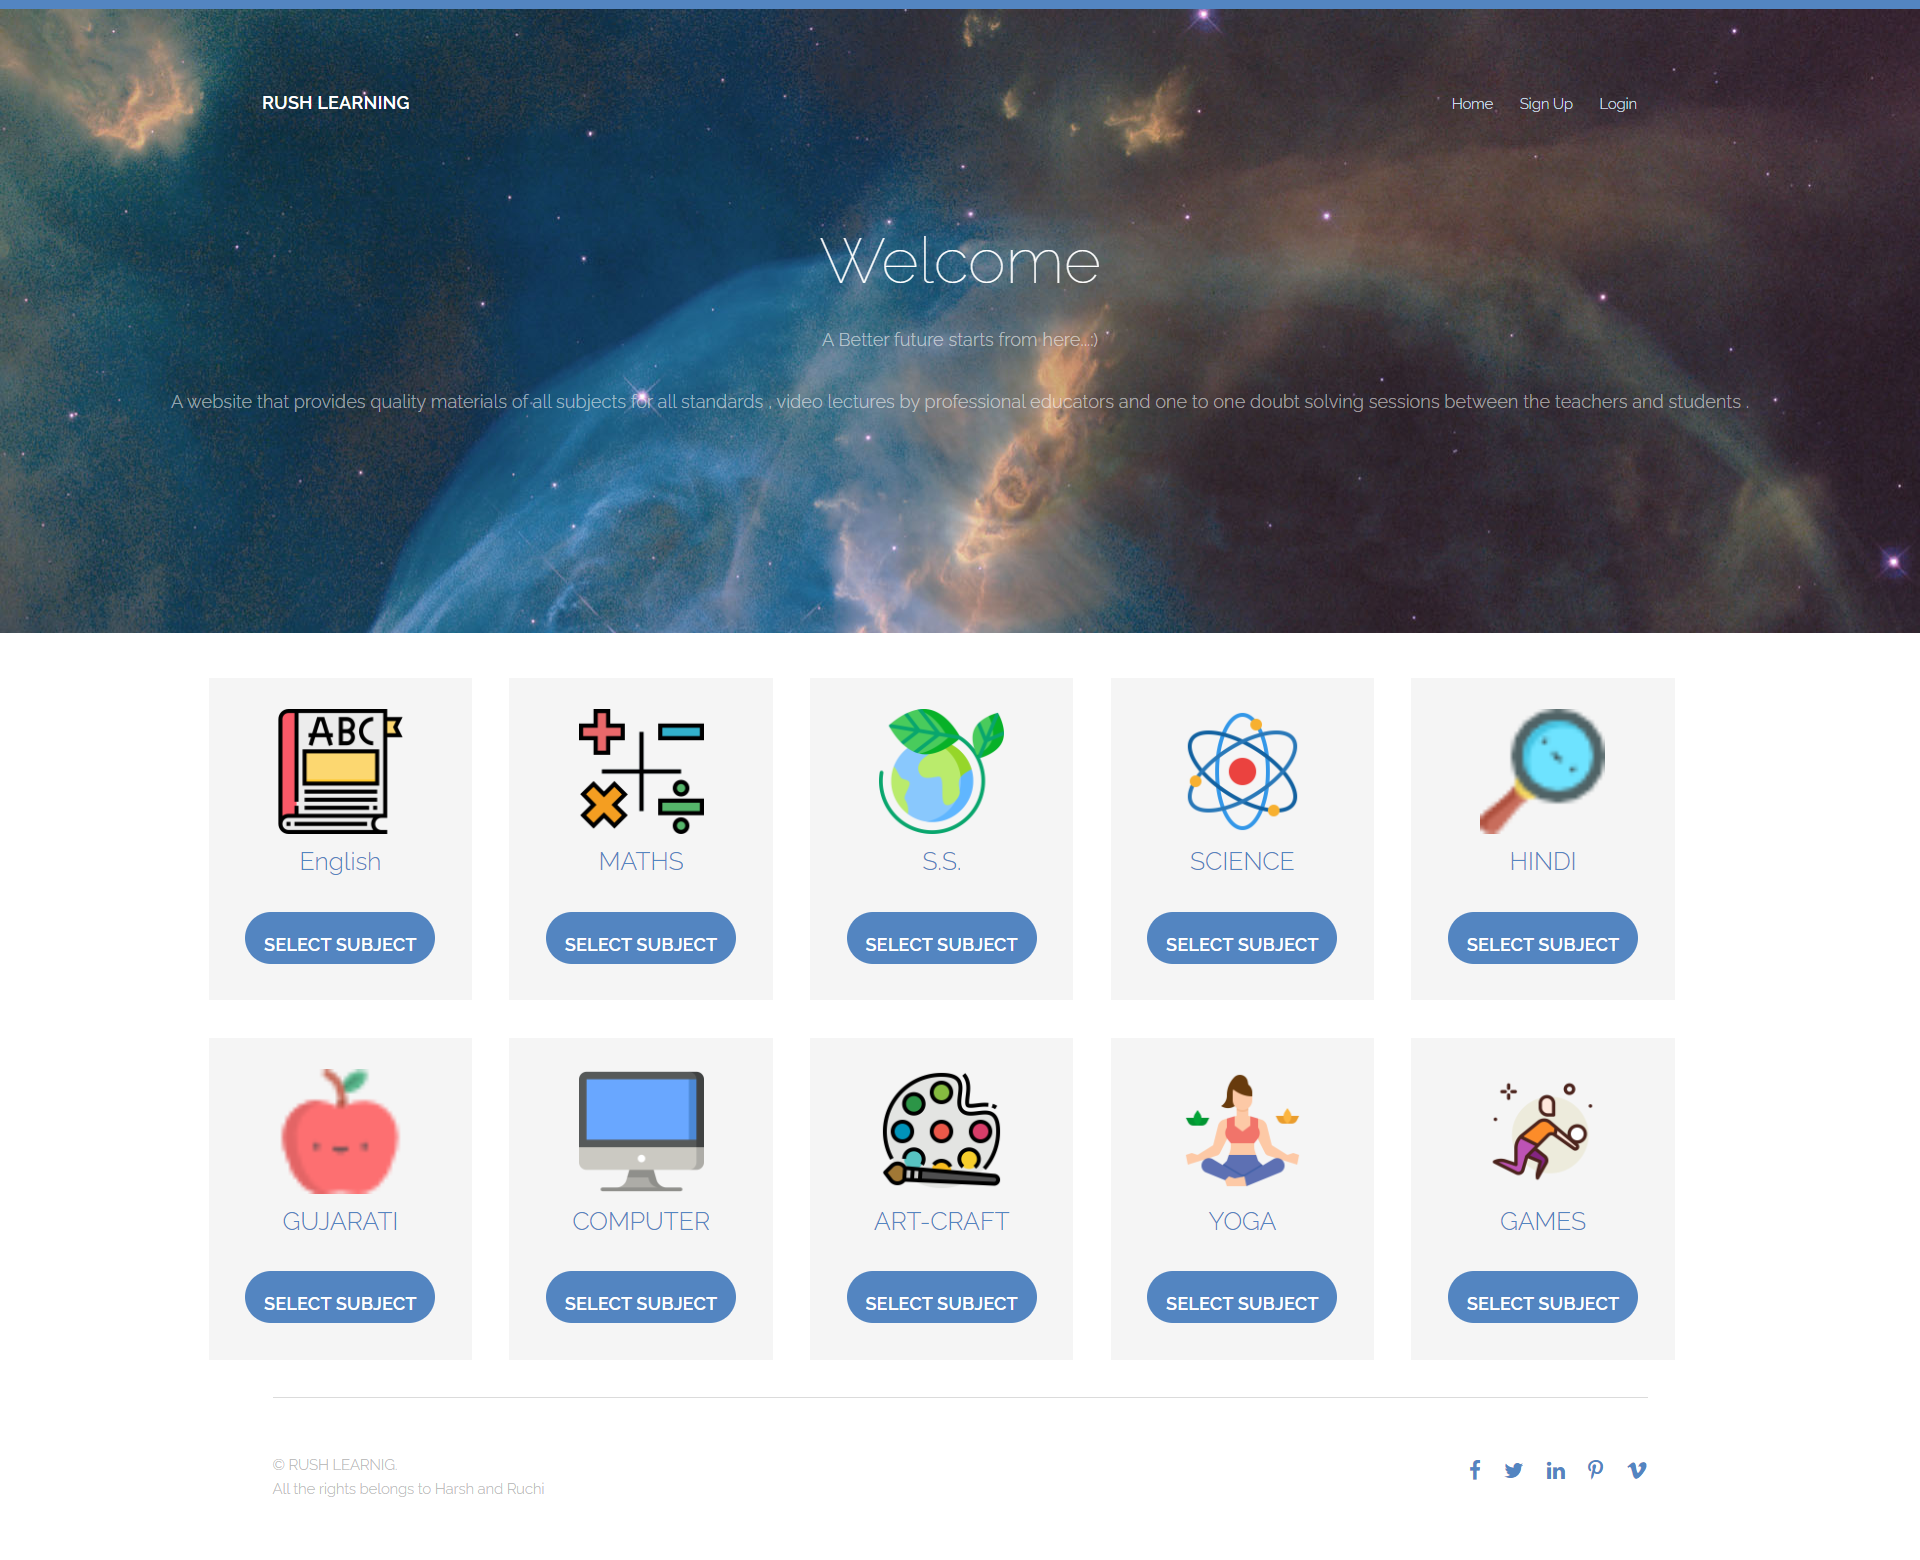 RUSH LEARNING
Home Sign Up Login
Welcome
A Better future starts from here...:)
A website that provides quality materials of all subjects for all standards , video lectures by professional educators and one to one doubt solving sessions between the teachers and students .
ABC
English MATHS S.S. SCIENCE HINDI
SELECT SUBJECT SELECT SUBJECT SELECT SUBJECT SELECT SUBJECT SELECT SUBJECT
GUJARATI COMPUTER ART-CRAFT YOGA GAMES
SELECT SUBJECT SELECT SUBJECT SELECT SUBJECT SELECT SUBJECT SELECT SUBJECT
© RUSH LEARNIG.
All the rights belongs to Harsh and Ruchi